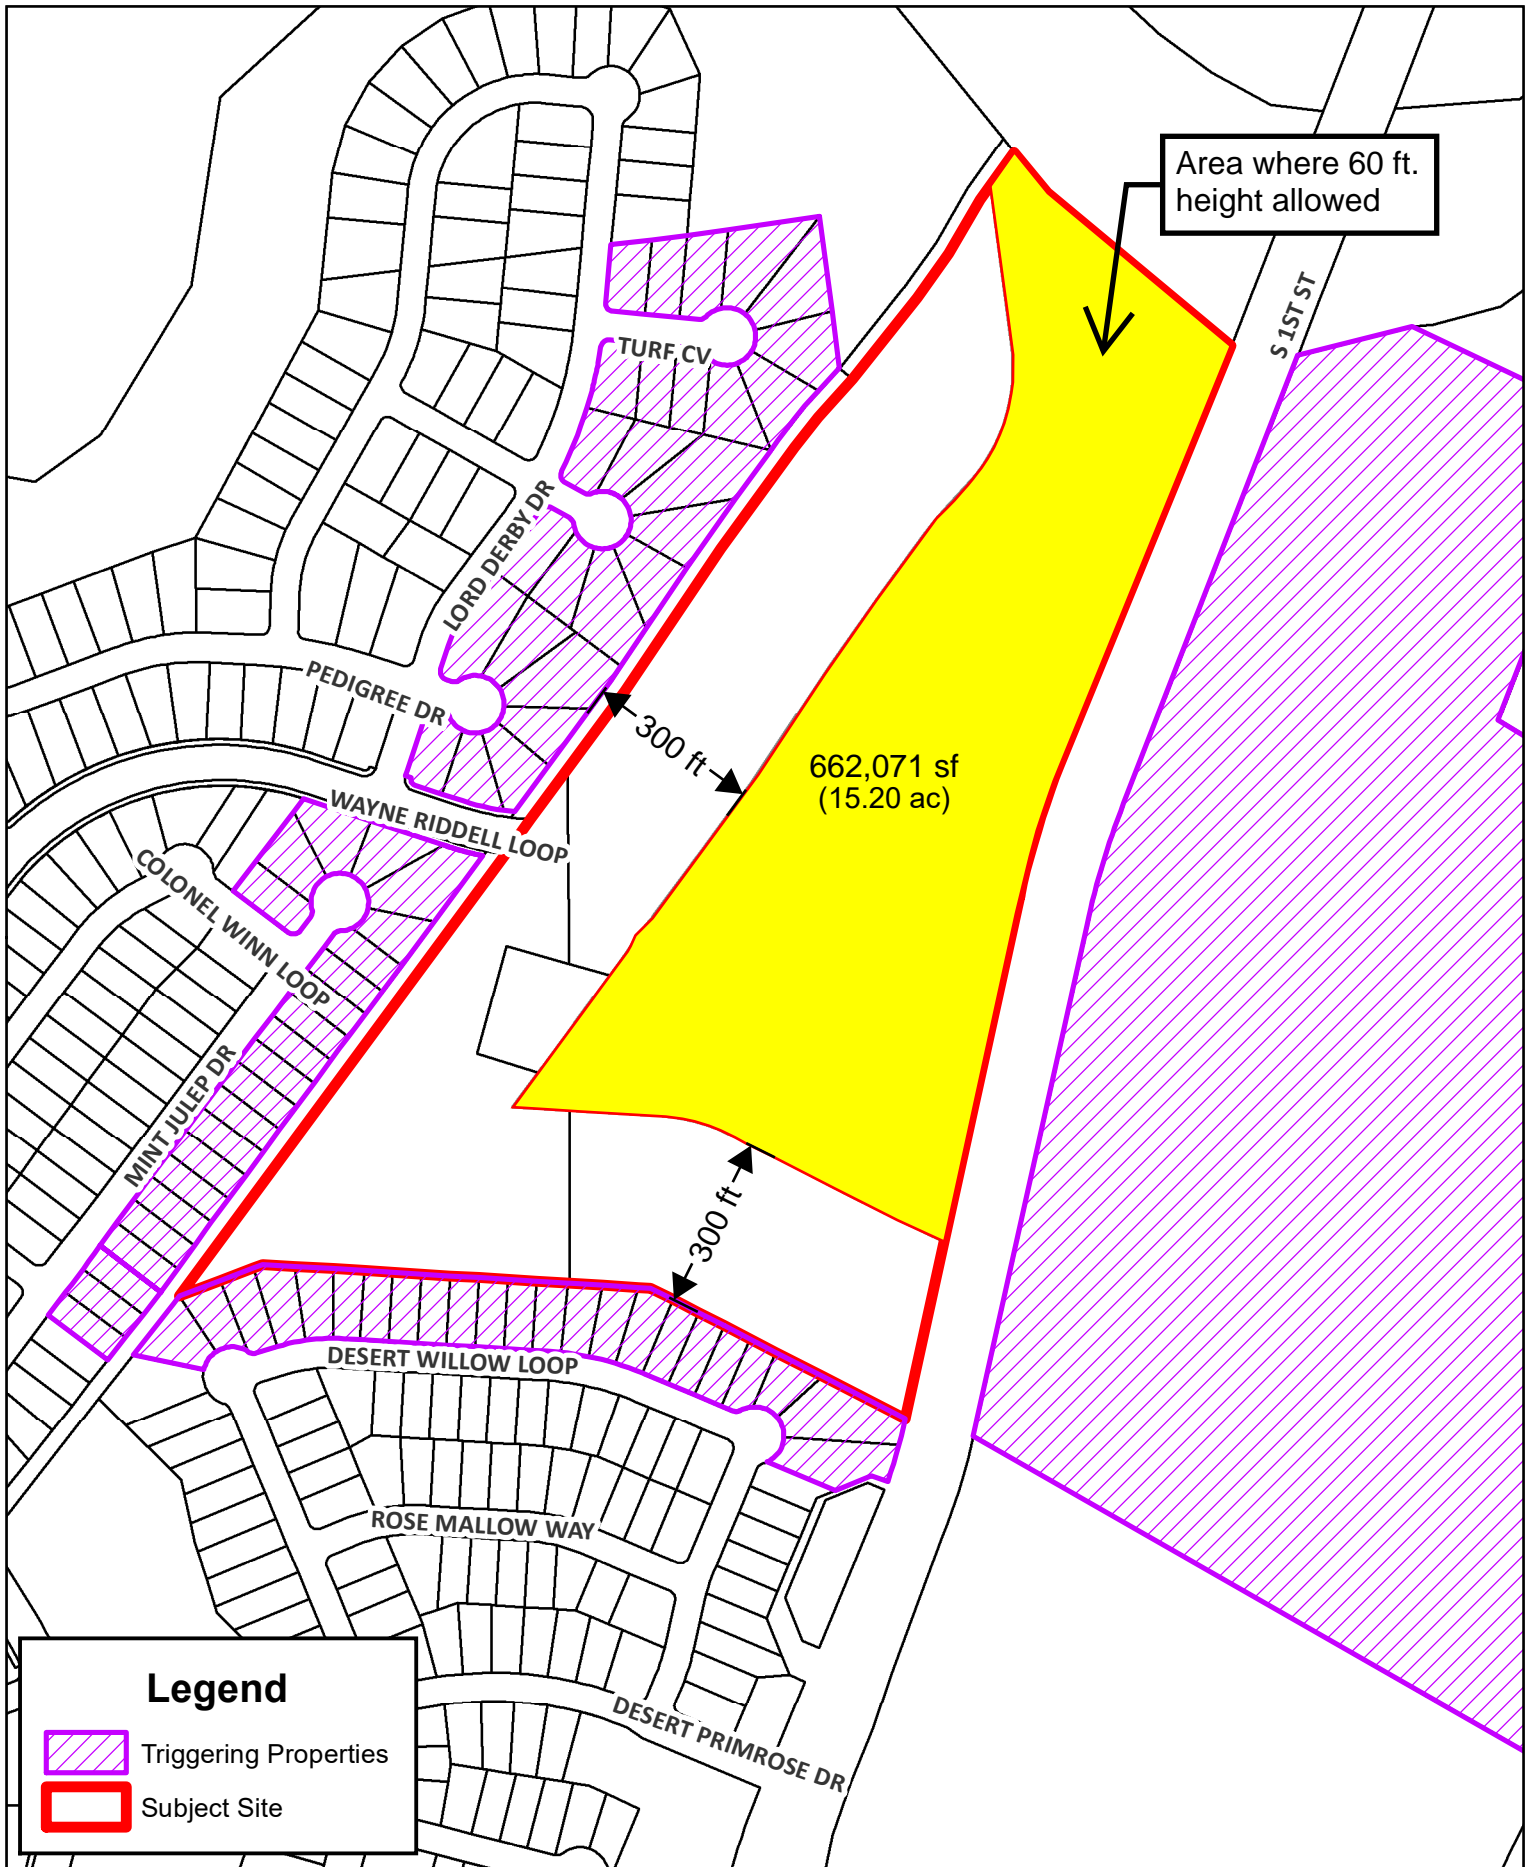 Area where 60 ft.
height allowed
S 1ST ST
TURF CV
LORD DERBY DR
PEDIGREE DR
300 ft
662,071 sf
(15.20 ac)
WAYNE RIDDELL LOOP
COLONEL WINN LOOP
MINT JULEP DR
300 ft
DESERT WILLOW LOOP
ROSE MALLOW WAY
DESERT PRIMROSE DR
Legend
Triggering Properties
Subject Site